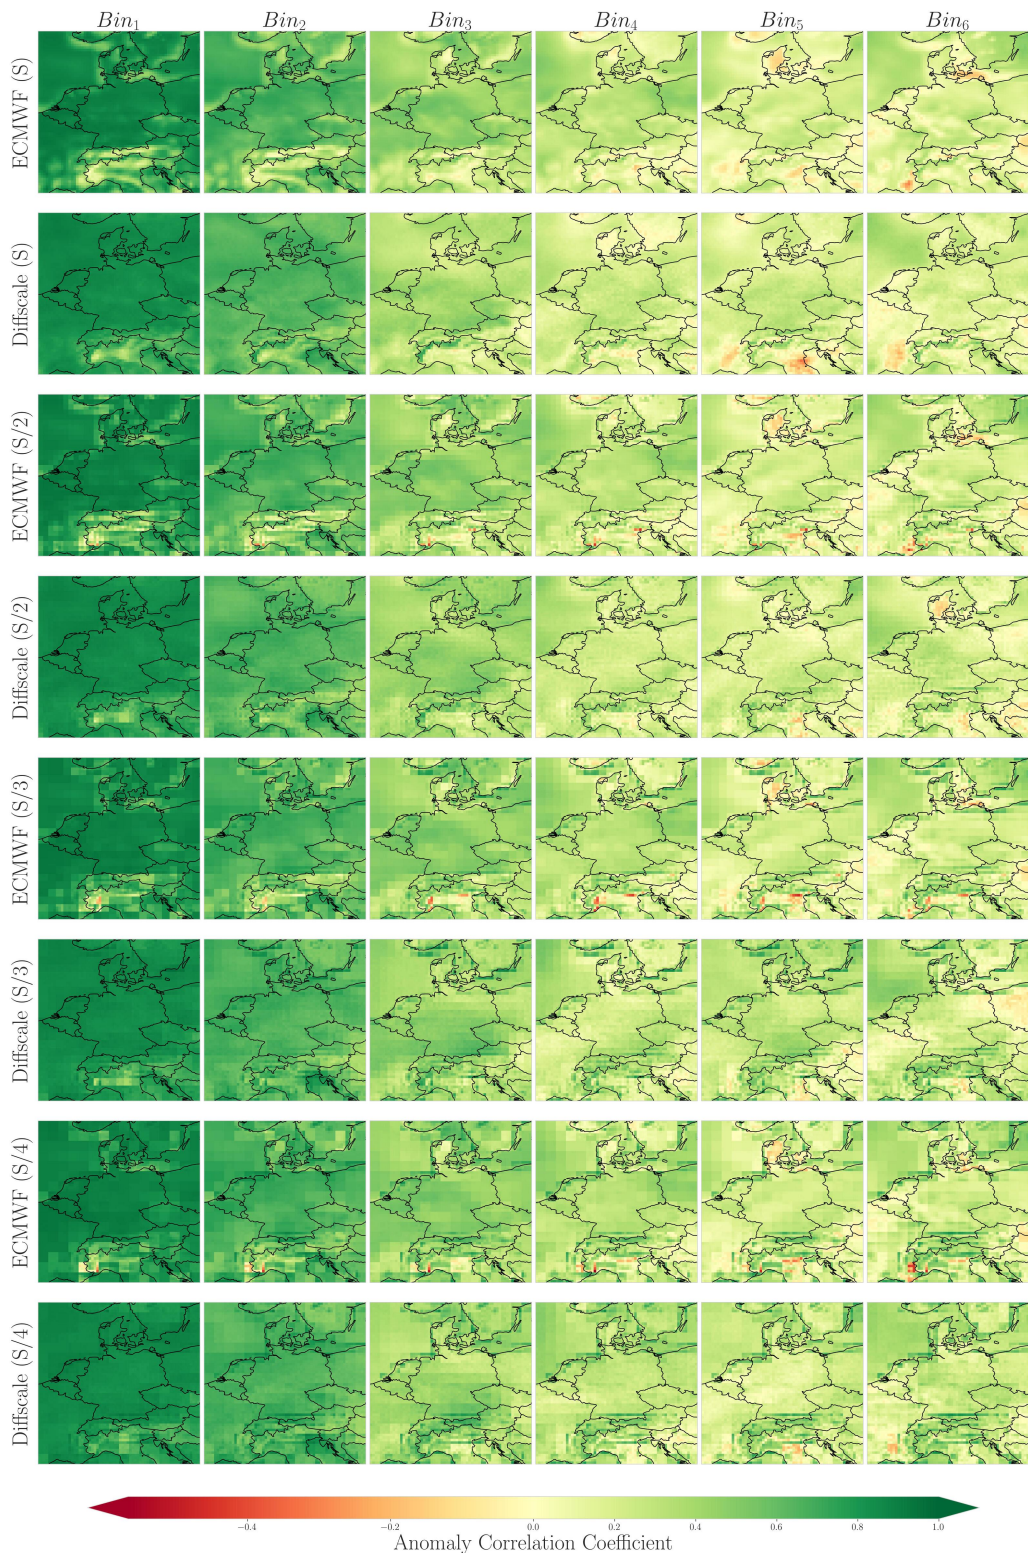 Bin₁ Bin₂ Bin₃ Bin₄ Bin₅ Bin₆
ECMWF (S)
Diffscale (S)
ECMWF (S/2)
Diffscale (S/2)
ECMWF (S/3)
Diffscale (S/3)
ECMWF (S/4)
Diffscale (S/4)
−0.4 −0.2 0.0 0.2 0.4 0.6 0.8 1.0
Anomaly Correlation Coefficient